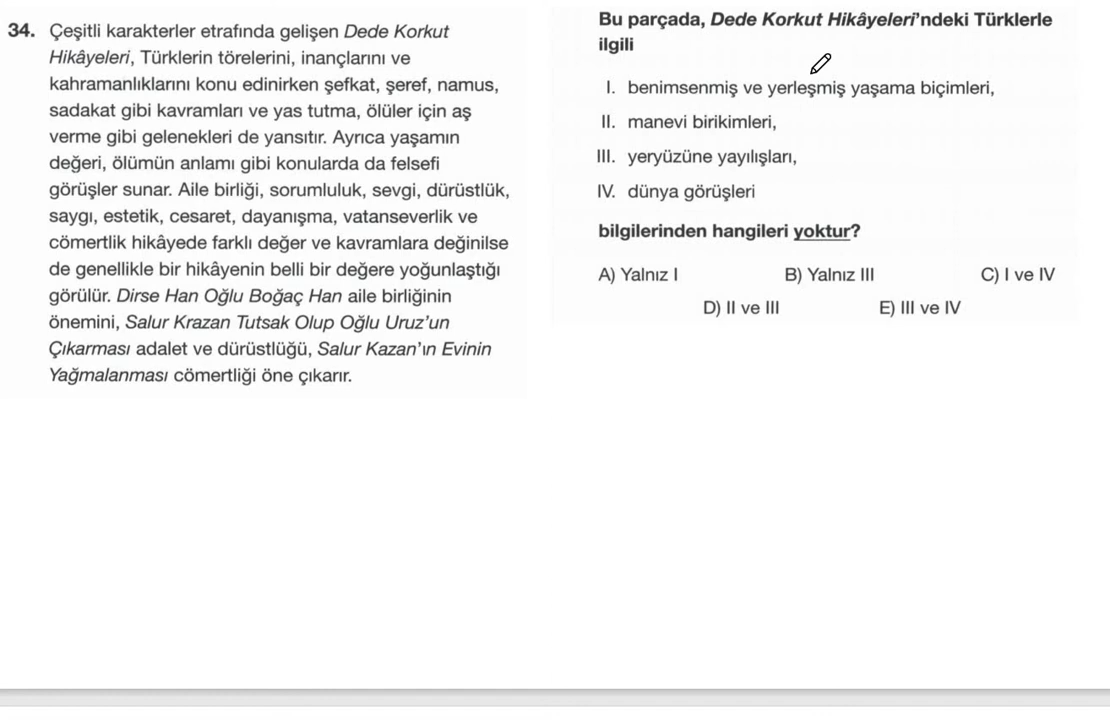 34. Çeşitli karakterler etrafında gelişen Dede Korkut
Hikâyeleri, Türklerin törelerini, inançlarını ve
kahramanlıklarını konu edinirken şefkat, şeref, namus,
sadakat gibi kavramları ve yas tutma, ölüler için aş
verme gibi gelenekleri de yansıtır. Ayrıca yaşamın
değeri, ölümün anlamı gibi konularda da felsefi
görüşler sunar. Aile birliği, sorumluluk, sevgi, dürüstlük,
saygı, estetik, cesaret, dayanışma, vatanseverlik ve
cömertlik hikâyede farklı değer ve kavramlara değinilse
de genellikle bir hikâyenin belli bir değere yoğunlaştığı
görülür. Dirse Han Oğlu Boğaç Han aile birliğinin
önemini, Salur Krazan Tutsak Olup Oğlu Uruz'un
Çıkarması adalet ve dürüstlüğü, Salur Kazan'ın Evinin
Yağmalanması cömertliği öne çıkarır.
Bu parçada, Dede Korkut Hikâyeleri'ndeki Türklerle
ilgili
I. benimsenmiş ve yerleşmiş yaşama biçimleri,
II. manevi birikimleri,
III. yeryüzüne yayılışları,
IV. dünya görüşleri
bilgilerinden hangileri yoktur?
A) Yalnız I B) Yalnız III C) I ve IV
D) II ve III E) III ve IV